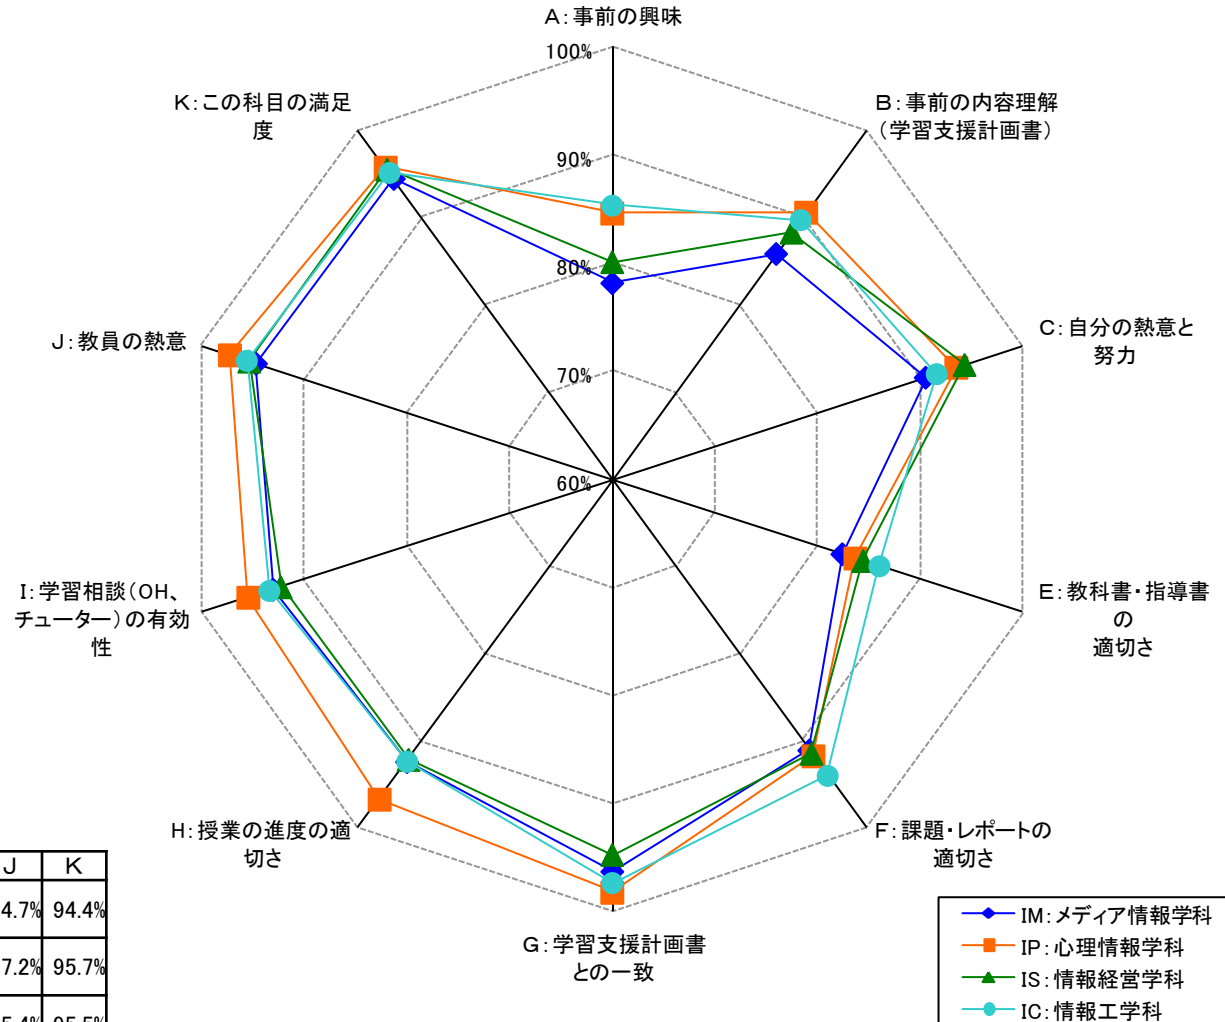 A:事前の興味
100%
B:事前の内容理解
(学習支援計画書)
K:この科目の満足
度
90%
C:自分の熱意と
努力
J:教員の熱意
80%
70%
60%
I:学習相談(OH、
チューター)の有効
性
E:教科書・指導書
の
適切さ
H:授業の進度の適
切さ
F:課題・レポートの
適切さ
G:学習支援計画書
との一致
J K
4.7% 94.4%
7.2% 95.7%
IM:メディア情報学科
IP:心理情報学科
IS:情報経営学科
IC:情報工学科